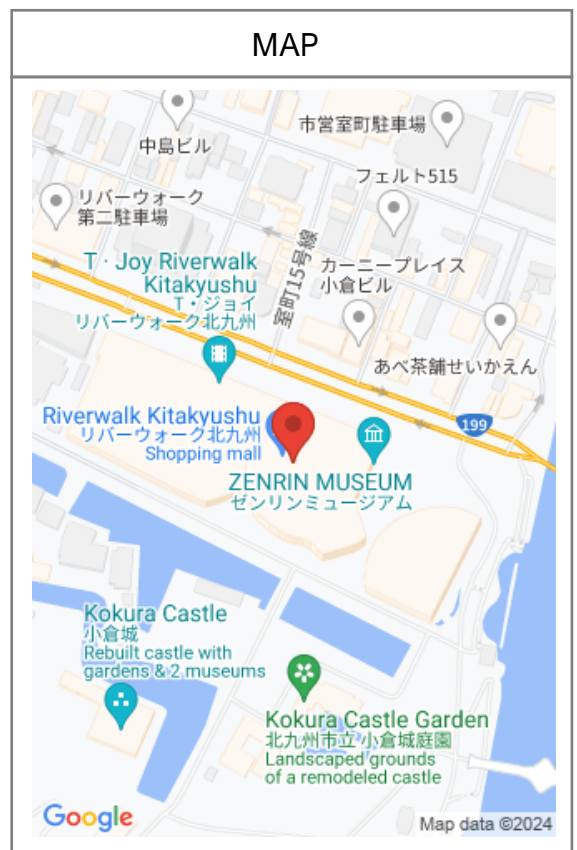 MAP
市営室町駐車場
中島ビル
フェルト515
リバーウォーク
第二駐車場
室町15号線
T・Joy Riverwalk
Kitakyushu
T・ジョイ
リバーウォーク北九州
カーニープレイス
小倉ビル
あべ茶舗せいかえん
199
Riverwalk Kitakyushu
リバーウォーク北九州
Shopping mall
ZENRIN MUSEUM
ゼンリンミュージアム
Kokura Castle
小倉城
Rebuilt castle with
gardens & 2 museums
Kokura Castle Garden
北九州市立 小倉城庭園
Landscaped grounds
of a remodeled castle
Google
Map data ©2024